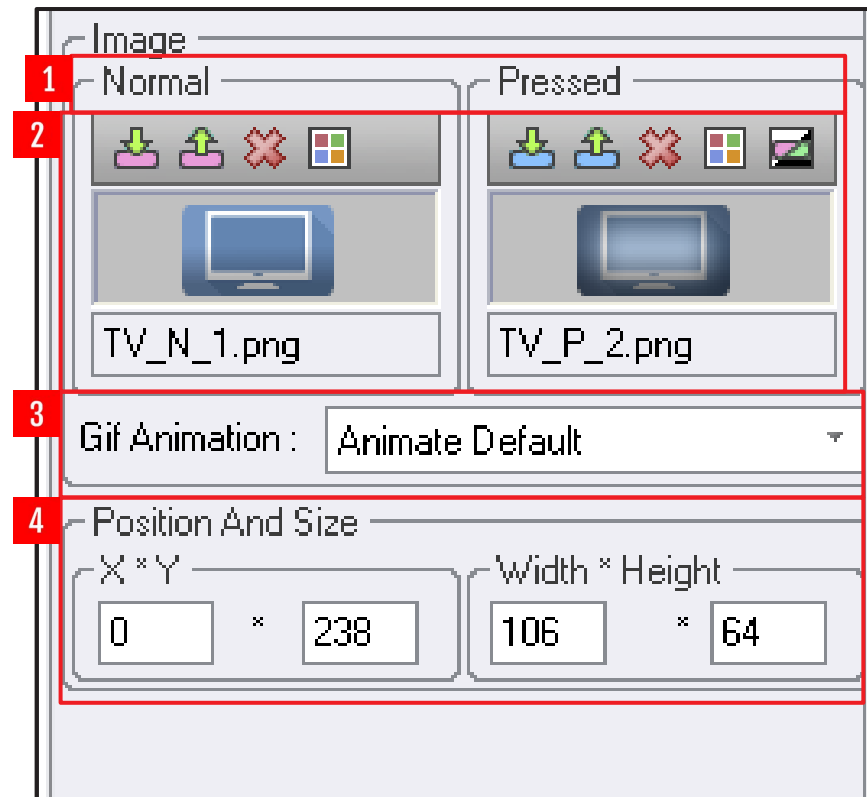 Image
1
Normal
Pressed
2
TV_N_1.png
TV_P_2.png
3
Gif Animation :
Animate Default
4
Position And Size
X * Y
Width * Height
0 * 238
106 * 64